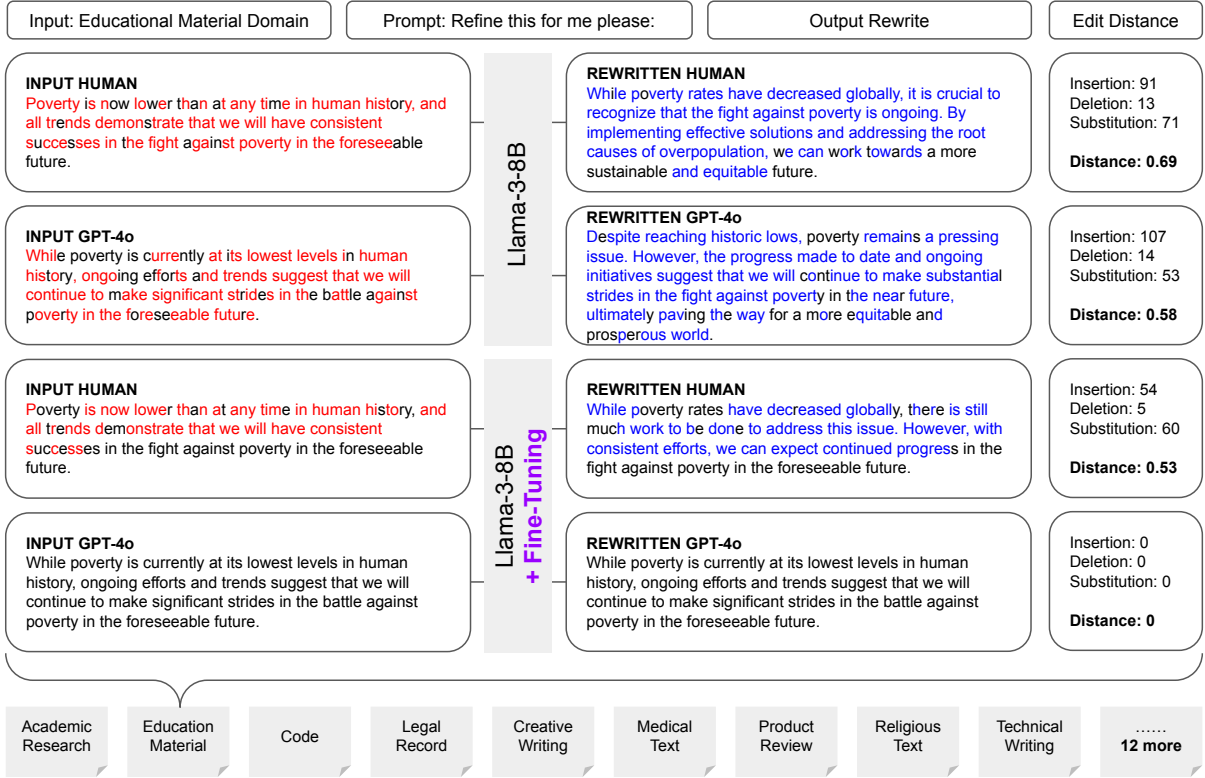 Input: Educational Material Domain
Prompt: Refine this for me please:
Output Rewrite
Edit Distance
INPUT HUMAN
Poverty is now lower than at any time in human history, and
all trends demonstrate that we will have consistent
successes in the fight against poverty in the foreseeable
future.
Llama-3-8B
REWRITTEN HUMAN
While poverty rates have decreased globally, it is crucial to
recognize that the fight against poverty is ongoing. By
implementing effective solutions and addressing the root
causes of overpopulation, we can work towards a more
sustainable and equitable future.
Insertion: 91
Deletion: 13
Substitution: 71
Distance: 0.69
INPUT GPT-4o
While poverty is currently at its lowest levels in human
history, ongoing efforts and trends suggest that we will
continue to make significant strides in the battle against
poverty in the foreseeable future.
REWRITTEN GPT-4o
Despite reaching historic lows, poverty remains a pressing
issue. However, the progress made to date and ongoing
initiatives suggest that we will continue to make substantial
strides in the fight against poverty in the near future,
ultimately paving the way for a more equitable and
prosperous world.
Insertion: 107
Deletion: 14
Substitution: 53
Distance: 0.58
INPUT HUMAN
Poverty is now lower than at any time in human history, and
all trends demonstrate that we will have consistent
successes in the fight against poverty in the foreseeable
future.
Llama-3-8B
+ Fine-Tuning
REWRITTEN HUMAN
While poverty rates have decreased globally, there is still
much work to be done to address this issue. However, with
consistent efforts, we can expect continued progress in the
fight against poverty in the foreseeable future.
Insertion: 54
Deletion: 5
Substitution: 60
Distance: 0.53
INPUT GPT-4o
While poverty is currently at its lowest levels in human
history, ongoing efforts and trends suggest that we will
continue to make significant strides in the battle against
poverty in the foreseeable future.
REWRITTEN GPT-4o
While poverty is currently at its lowest levels in human
history, ongoing efforts and trends suggest that we will
continue to make significant strides in the battle against
poverty in the foreseeable future.
Insertion: 0
Deletion: 0
Substitution: 0
Distance: 0
Academic
Research
Education
Material
Code
Legal
Record
Creative
Writing
Medical
Text
Product
Review
Religious
Text
Technical
Writing
......
12 more